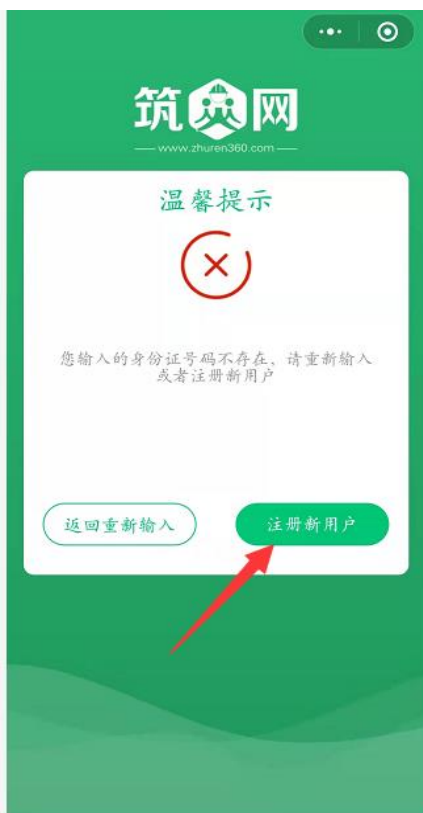 筑人网
www.zhuren360.com
温馨提示
您输入的身份证号码不存在、请重新输入
或者注册新用户
返回重新输入
注册新用户